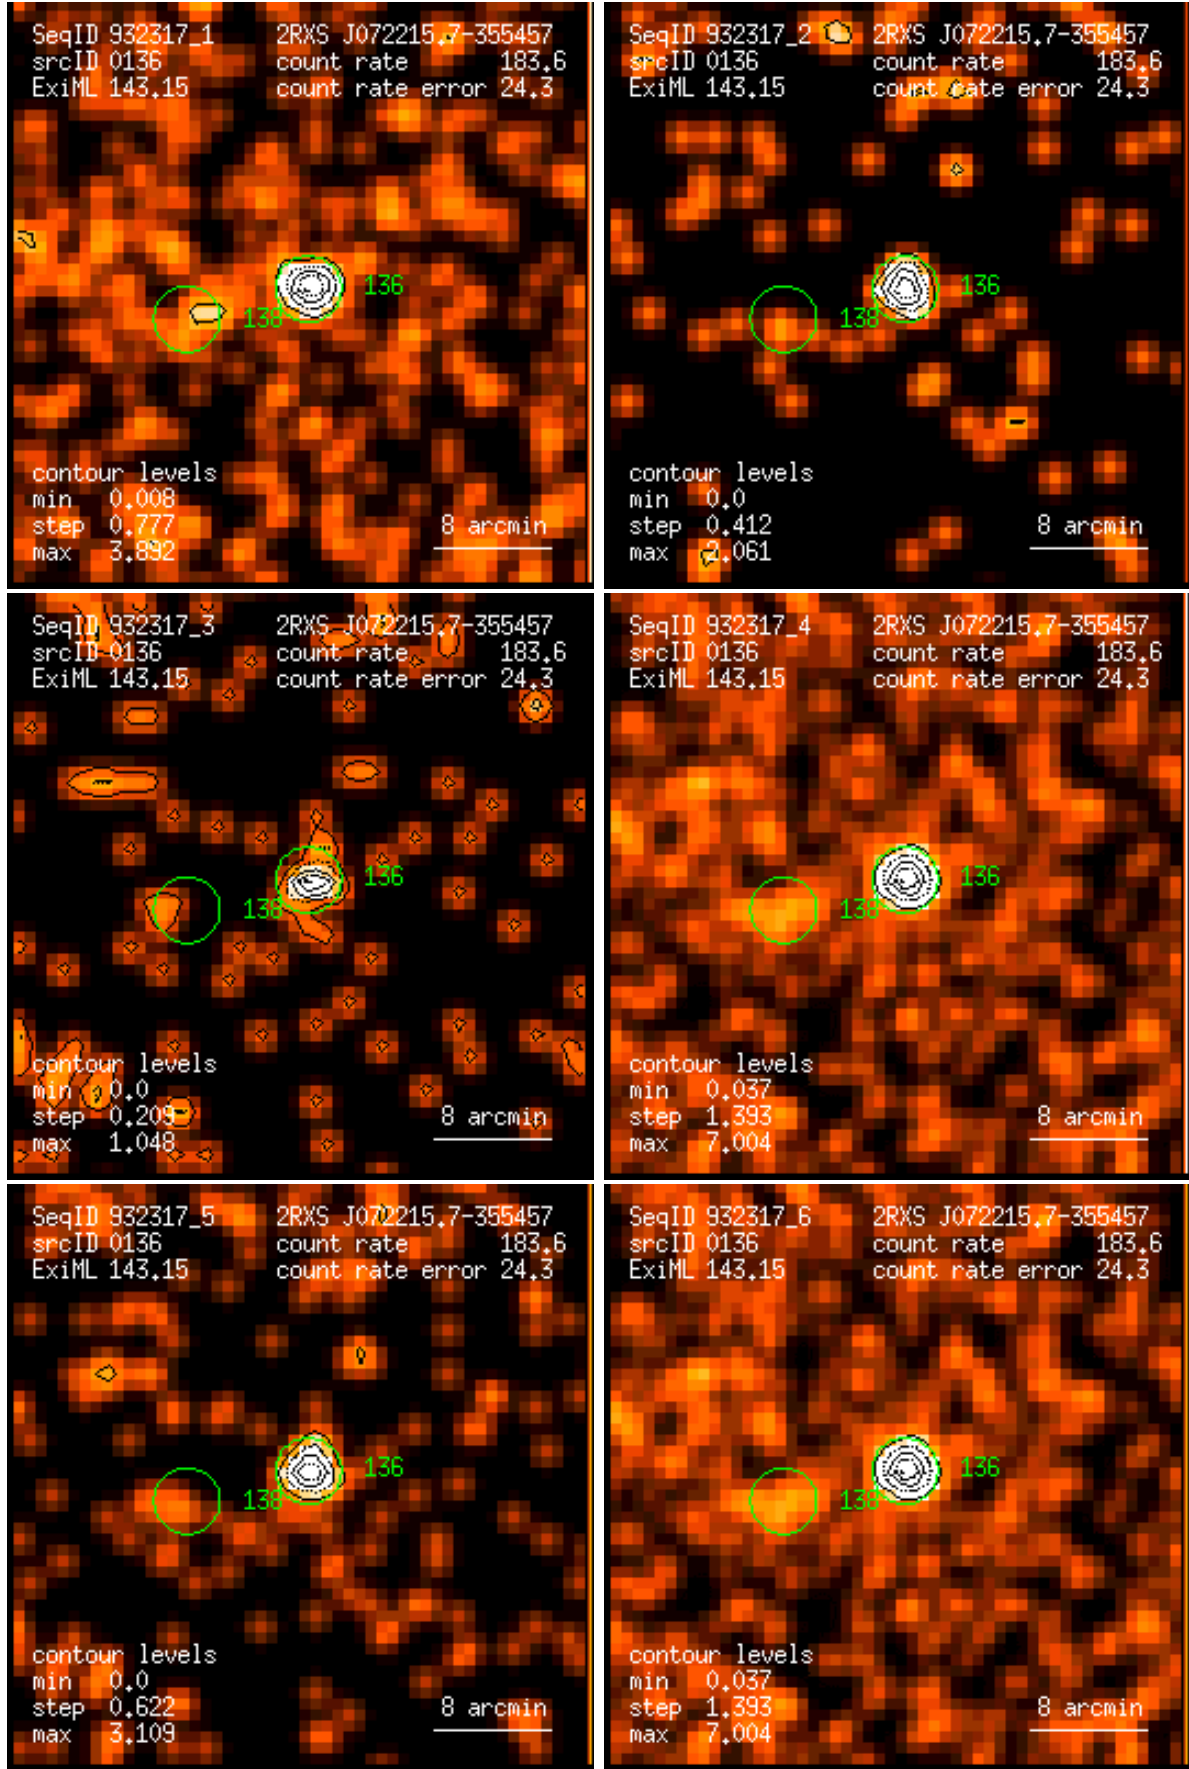 SeqID 932317_1 2RXS J072215.7-355457
srcID 0136 count rate 183.6
ExiML 143.15 count rate error 24.3
136
138
contour levels
min 0.008
step 0.777 8 arcmin
max 3.892
SeqID 932317_2 2RXS J072215.7-355457
srcID 0136 count rate 183.6
ExiML 143.15 count rate error 24.3
136
138
contour levels
min 0.0
step 0.412 8 arcmin
max 2.061
SeqID 932317_3 2RXS J072215.7-355457
srcID 0136 count rate 183.6
ExiML 143.15 count rate error 24.3
136
138
contour levels
min 0.0
step 0.209 8 arcmin
max 1.048
SeqID 932317_4 2RXS J072215.7-355457
srcID 0136 count rate 183.6
ExiML 143.15 count rate error 24.3
136
138
contour levels
min 0.037
step 1.393 8 arcmin
max 7.004
SeqID 932317_5 2RXS J072215.7-355457
srcID 0136 count rate 183.6
ExiML 143.15 count rate error 24.3
136
138
contour levels
min 0.0
step 0.622 8 arcmin
max 3.109
SeqID 932317_6 2RXS J072215.7-355457
srcID 0136 count rate 183.6
ExiML 143.15 count rate error 24.3
136
138
contour levels
min 0.037
step 1.393 8 arcmin
max 7.004